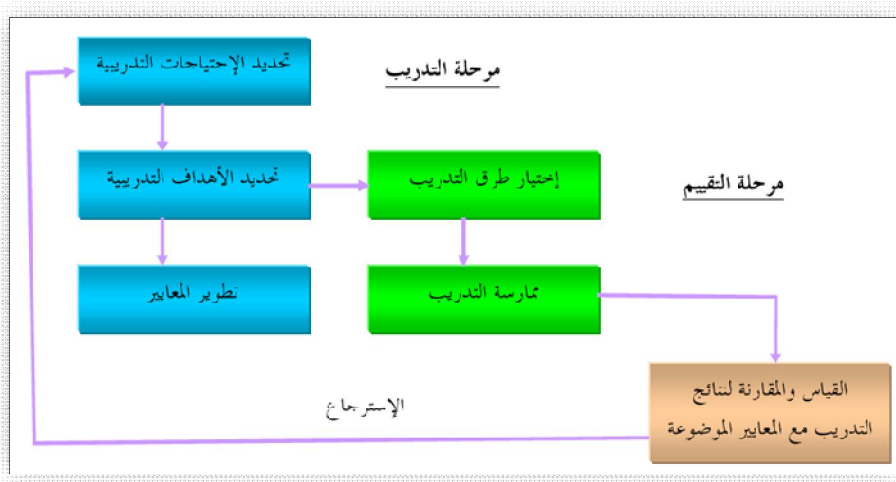 تحديد الإحتياجات التدريبية
مرحلة التدريب
تحديد الأهداف التدريبية
إختيار طرق التدريب
مرحلة التقييم
تطوير المعايير
ممارسة التدريب
القياس والمقارنة لنتائج
التدريب مع المعايير الموضوعة
الإسترجاع